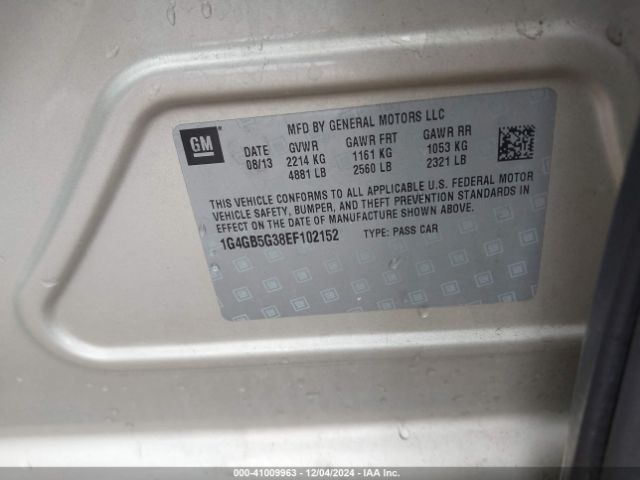 GM
MFD BY GENERAL MOTORS LLC
DATE GVWR GAWR FRT GAWR RR
08/13 2214 KG 1161 KG 1053 KG
4881 LB 2560 LB 2321 LB
THIS VEHICLE CONFORMS TO ALL APPLICABLE U.S. FEDERAL MOTOR
VEHICLE SAFETY, BUMPER, AND THEFT PREVENTION STANDARDS IN
EFFECT ON THE DATE OF MANUFACTURE SHOWN ABOVE.
1G4GB5G38EF102152 TYPE: PASS CAR
000-41009963 - 12/04/2024 - IAA Inc.